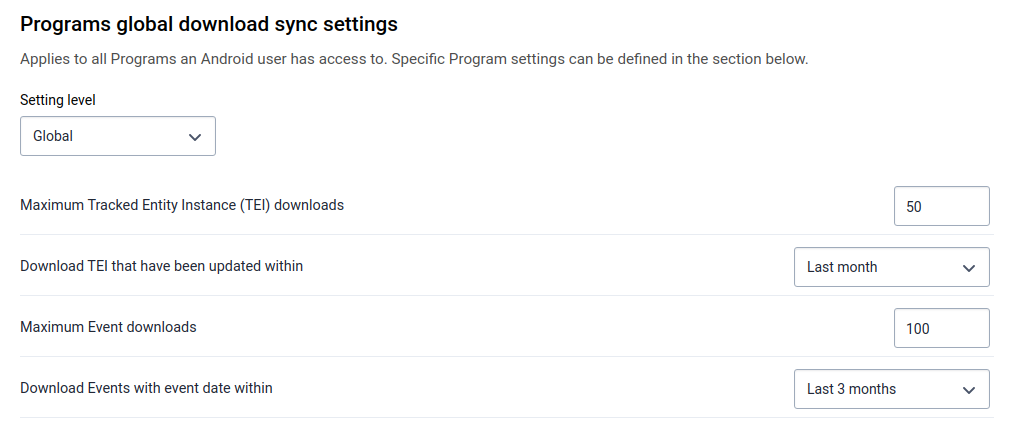 Programs global download sync settings
Applies to all Programs an Android user has access to. Specific Program settings can be defined in the section below.
Setting level
Global
Maximum Tracked Entity Instance (TEI) downloads
50
Download TEI that have been updated within
Last month
Maximum Event downloads
100
Download Events with event date within
Last 3 months